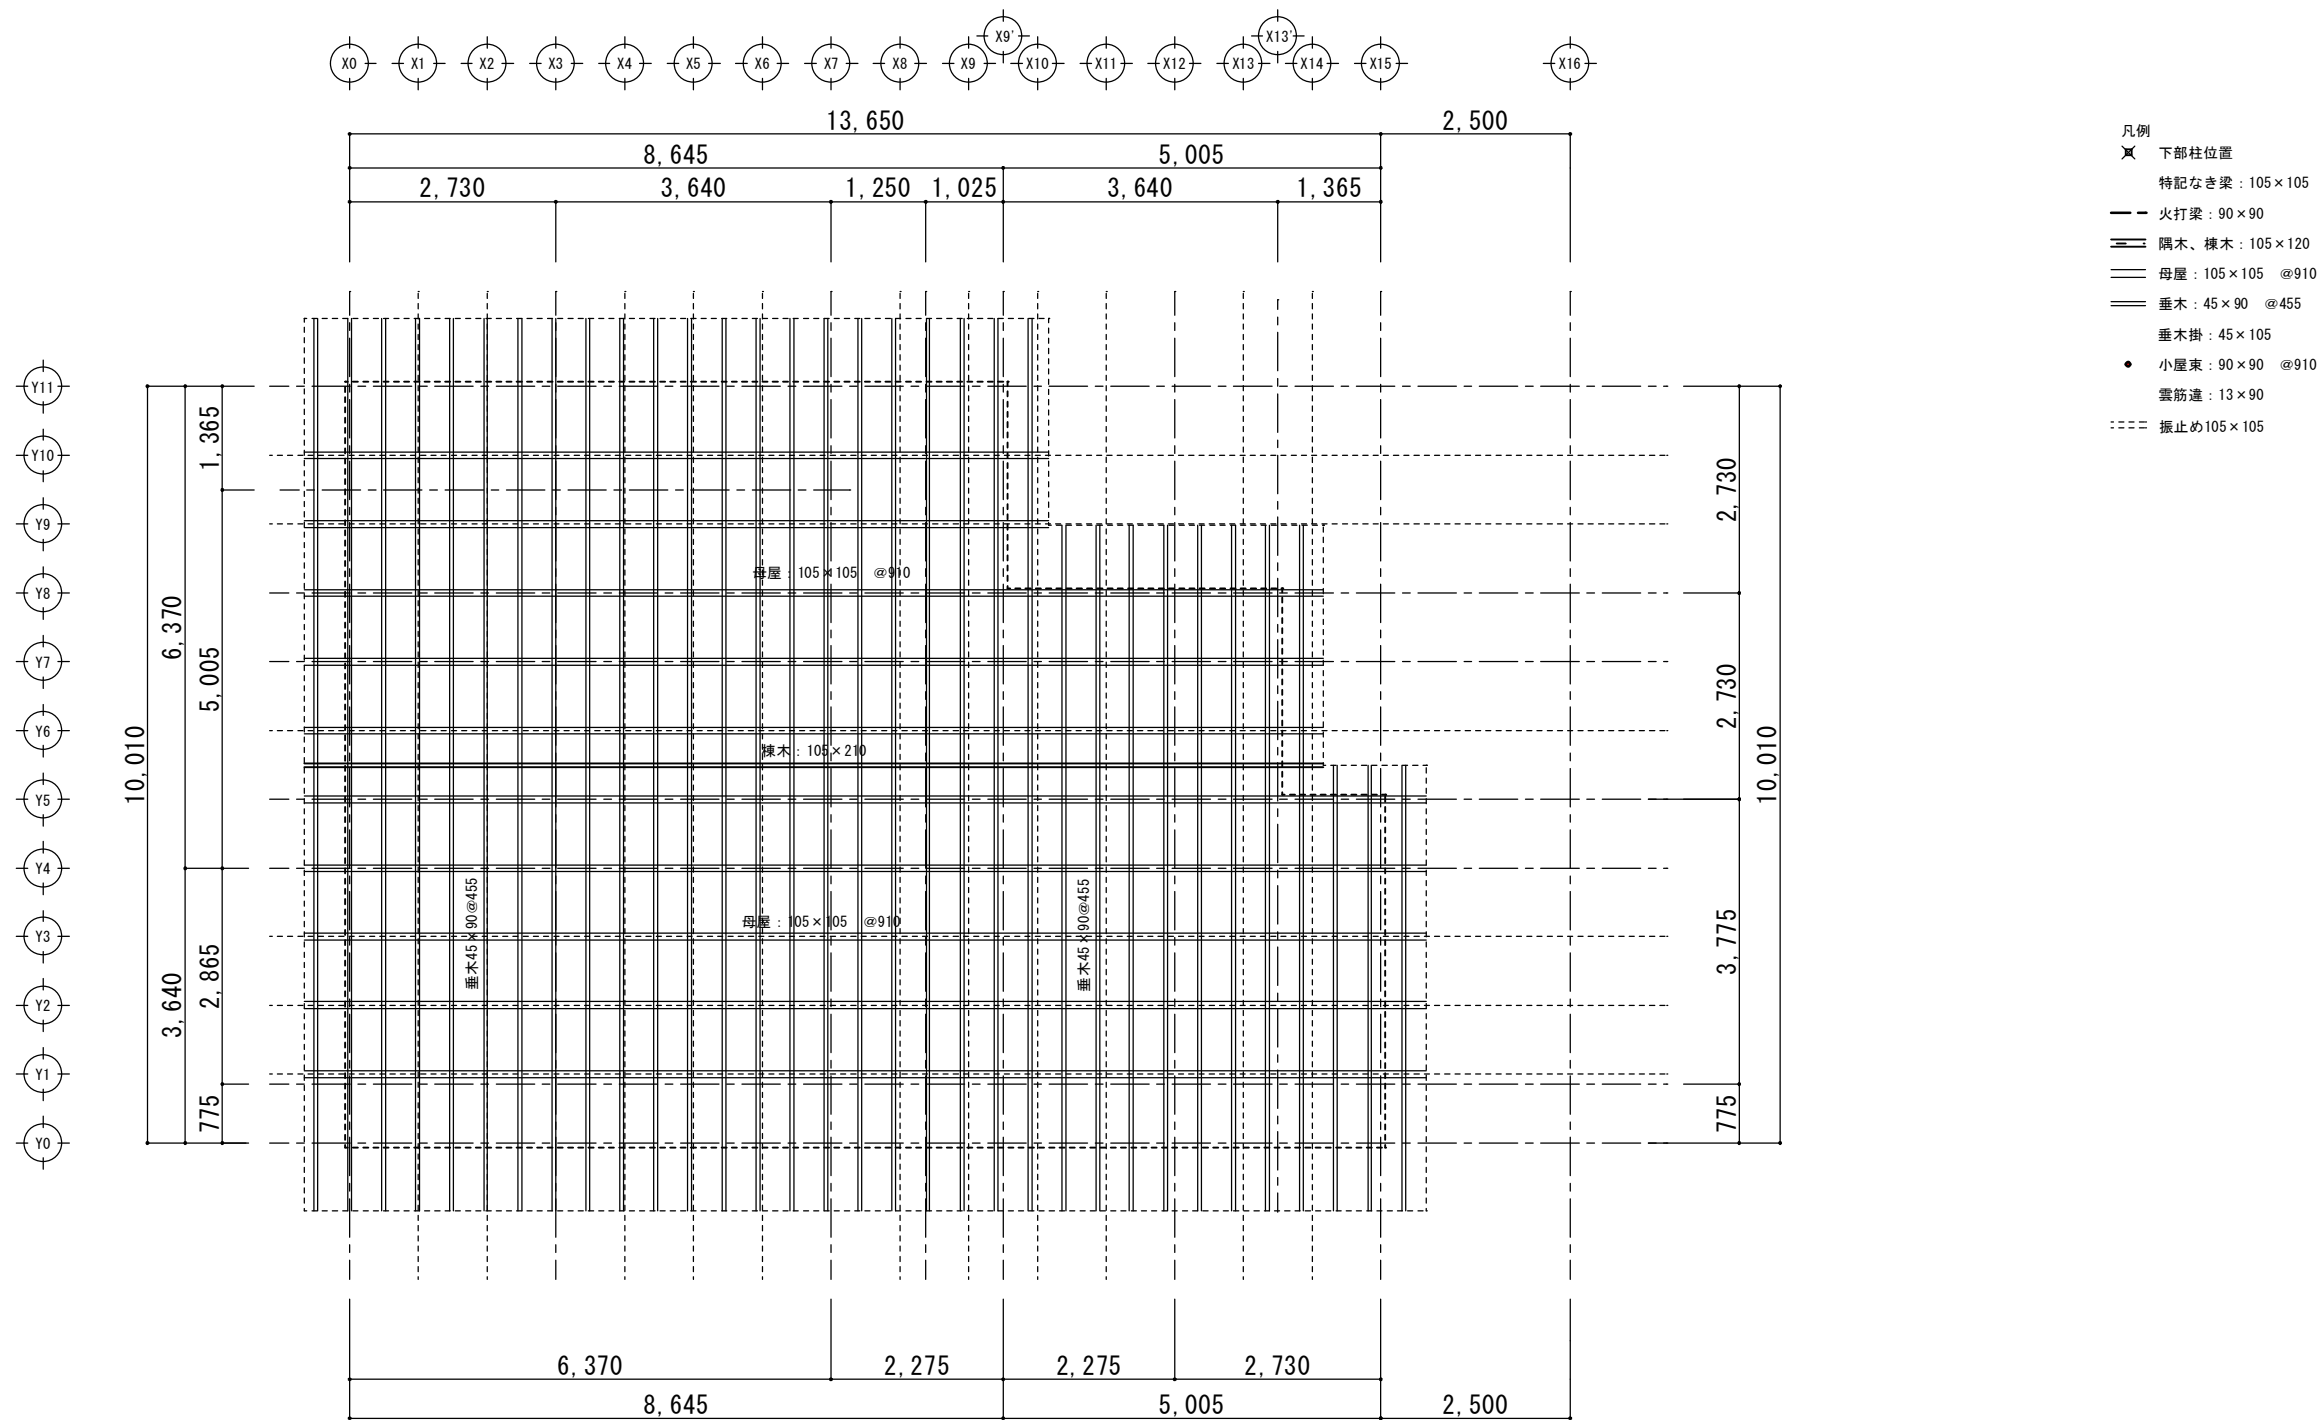 X9' X13'
X0 X1 X2 X3 X4 X5 X6 X7 X8 X9 X10 X11 X12 X13 X14 X15 X16
13,650 2,500
8,645 5,005
2,730 3,640 1,250 1,025 3,640 1,365
凡例
下部柱位置
特記なき梁：105×105
火打梁：90×90
隅木、棟木：105×120
母屋：105×105 @910
垂木：45×90 @455
垂木掛：45×105
小屋束：90×90 @910
雲筋違：13×90
振止め105×105
Y11
Y10
Y9
Y8
Y7
Y6
Y5
Y4
Y3
Y2
Y1
Y0
10,010
6,370
3,640
1,365
5,005
2,865
775
母屋：105×105 @910
棟木：105×210
母屋：105×105 @910
垂木45×90@455
垂木45×90@455
2,730
2,730
3,775
775
10,010
6,370 2,275 2,275 2,730
8,645 5,005 2,500